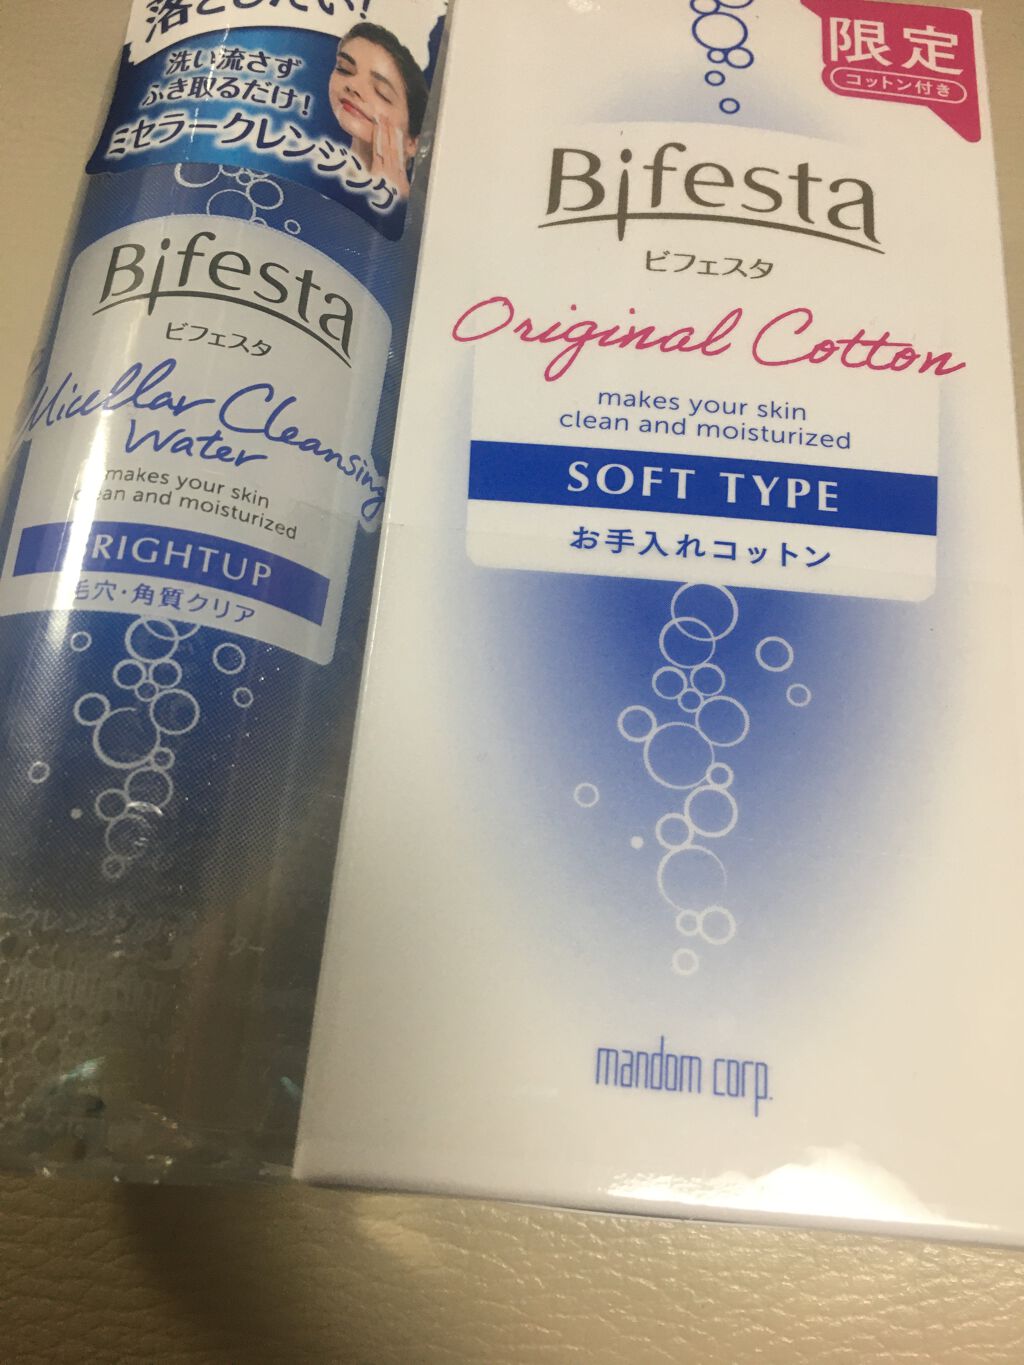 落としたい!
洗い流さず
ふき取るだけ!
ミセラークレンジング
Bifesta
ビフェスタ
Micellar Cleansing
Water
makes your skin
clean and moisturized
BRIGHTUP
毛穴・角質クリア
限定
コットン付き
Bifesta
ビフェスタ
Original Cotton
makes your skin
clean and moisturized
SOFT TYPE
お手入れコットン
mandom corp.